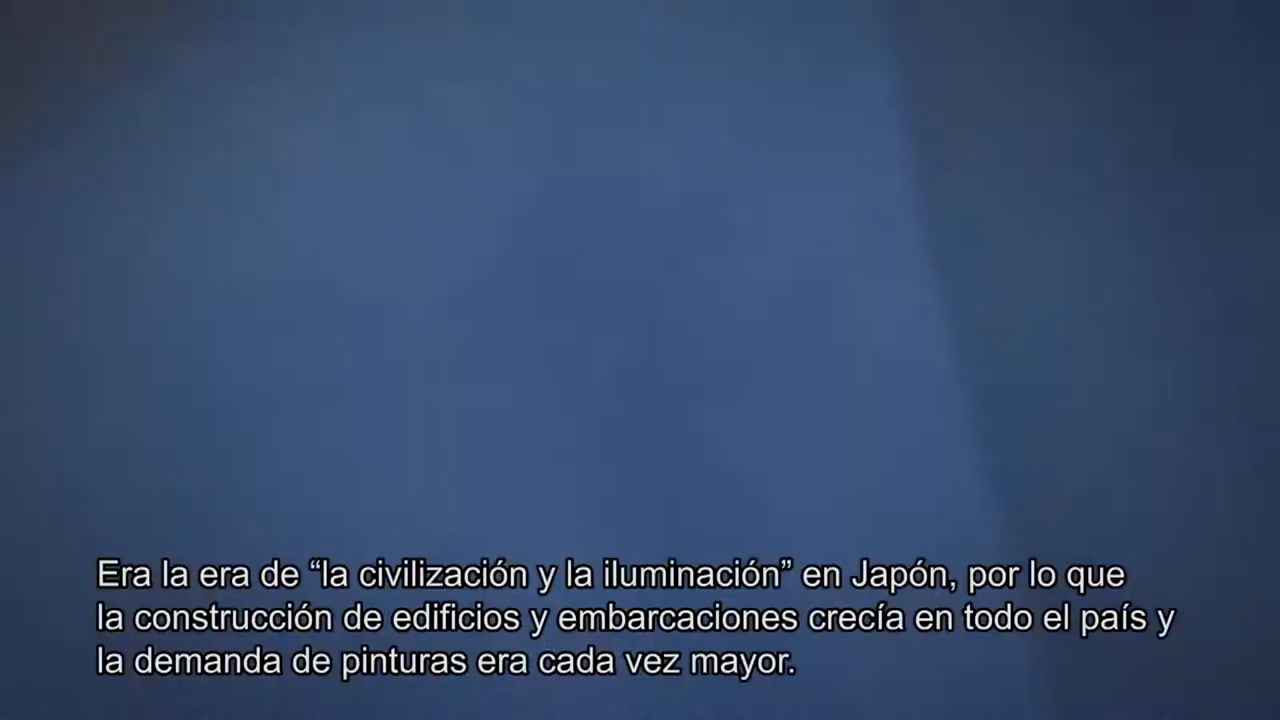 Era la era de “la civilización y la iluminación” en Japón, por lo que
la construcción de edificios y embarcaciones crecía en todo el país y
la demanda de pinturas era cada vez mayor.